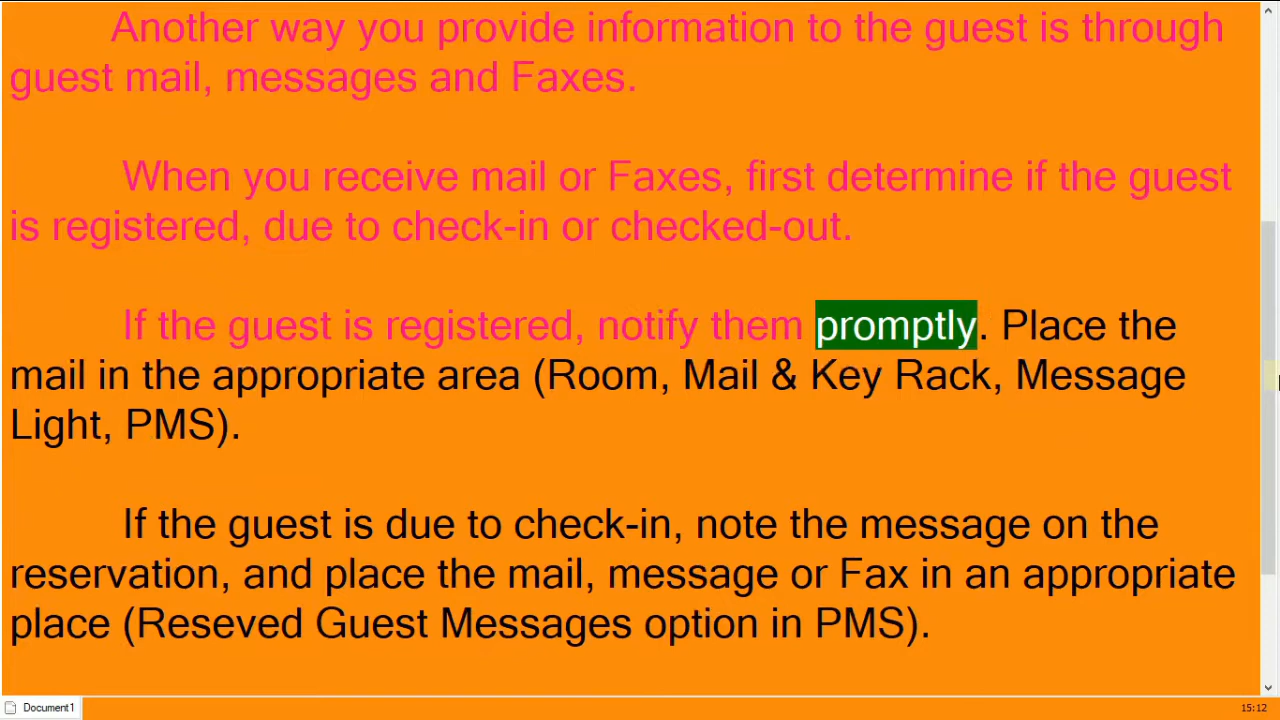 Another way you provide information to the guest is through
guest mail, messages and Faxes.
When you receive mail or Faxes, first determine if the guest
is registered, due to check-in or checked-out.
If the guest is registered, notify them promptly. Place the
mail in the appropriate area (Room, Mail & Key Rack, Message
Light, PMS).
If the guest is due to check-in, note the message on the
reservation, and place the mail, message or Fax in an appropriate
place (Reseved Guest Messages option in PMS).
Document1
15:12